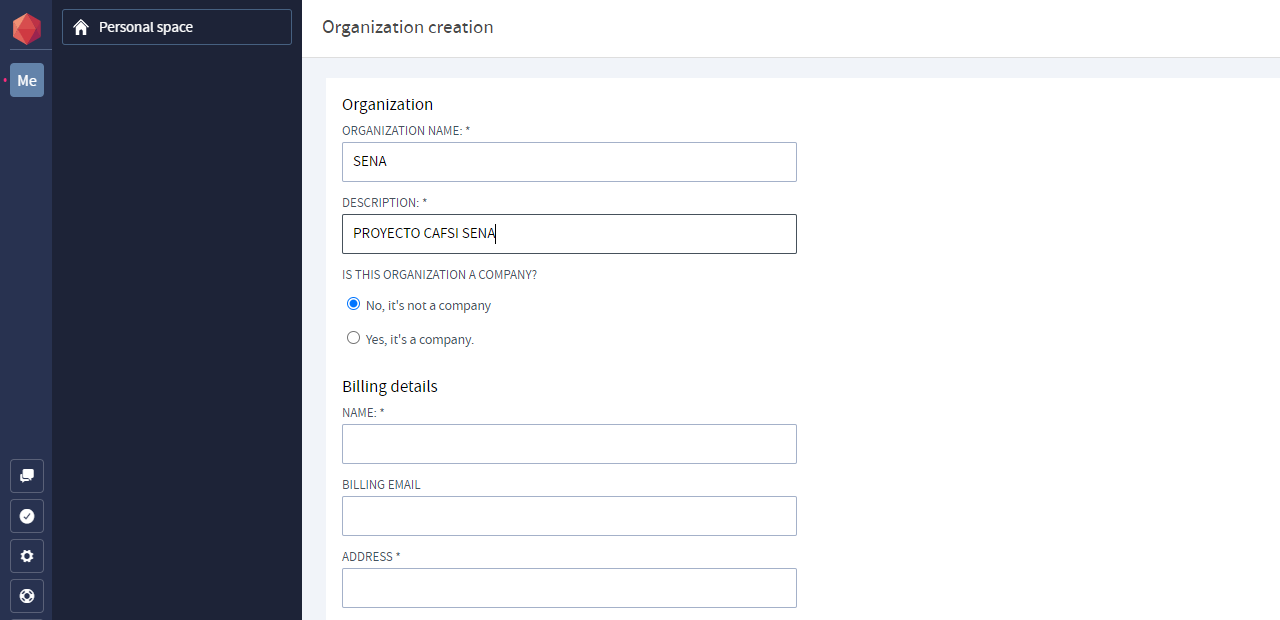 Personal space
Organization creation
Me
Organization
ORGANIZATION NAME: *
SENA
DESCRIPTION: *
PROYECTO CAFSI SENA
IS THIS ORGANIZATION A COMPANY?
No, it's not a company
Yes, it's a company.
Billing details
NAME: *
BILLING EMAIL
ADDRESS *